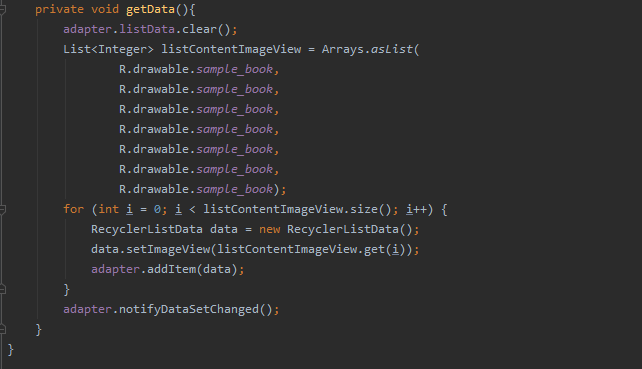 private void getData(){
adapter.listData.clear();
List<Integer> listContentImageView = Arrays.asList(
R.drawable.sample_book,
R.drawable.sample_book,
R.drawable.sample_book,
R.drawable.sample_book,
R.drawable.sample_book,
R.drawable.sample_book,
R.drawable.sample_book);
for (int i = 0; i < listContentImageView.size(); i++) {
RecyclerListData data = new RecyclerListData();
data.setImageView(listContentImageView.get(i));
adapter.addItem(data);
}
adapter.notifyDataSetChanged();
}
}